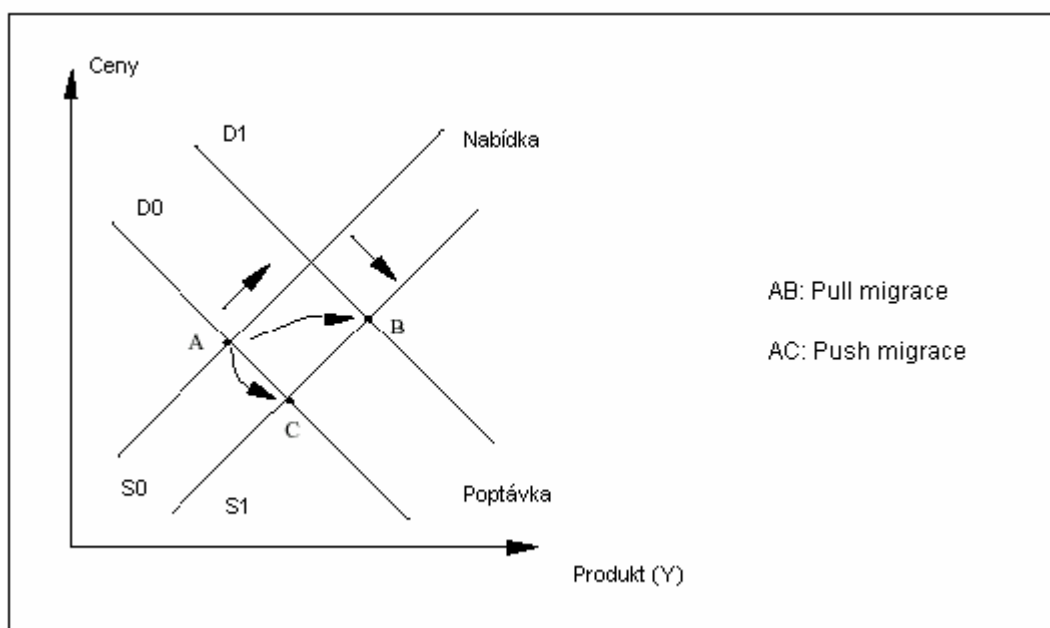 Ceny
D1
Nabídka
D0
A
B
C
S0
S1
Poptávka
Produkt (Y)
AB: Pull migrace
AC: Push migrace